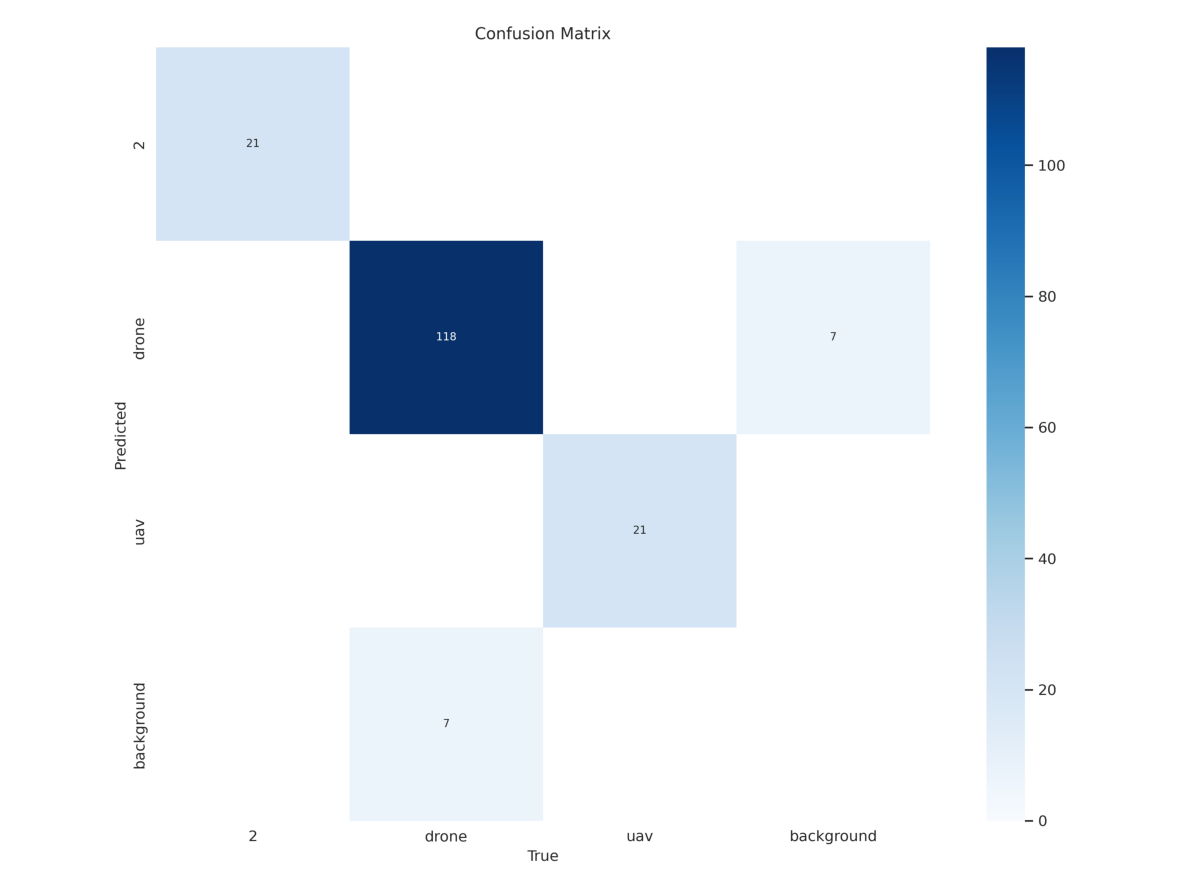 Confusion Matrix
2
21
drone
118
7
Predicted
uav
21
background
7
2
drone
uav
background
True
100
80
60
40
20
0